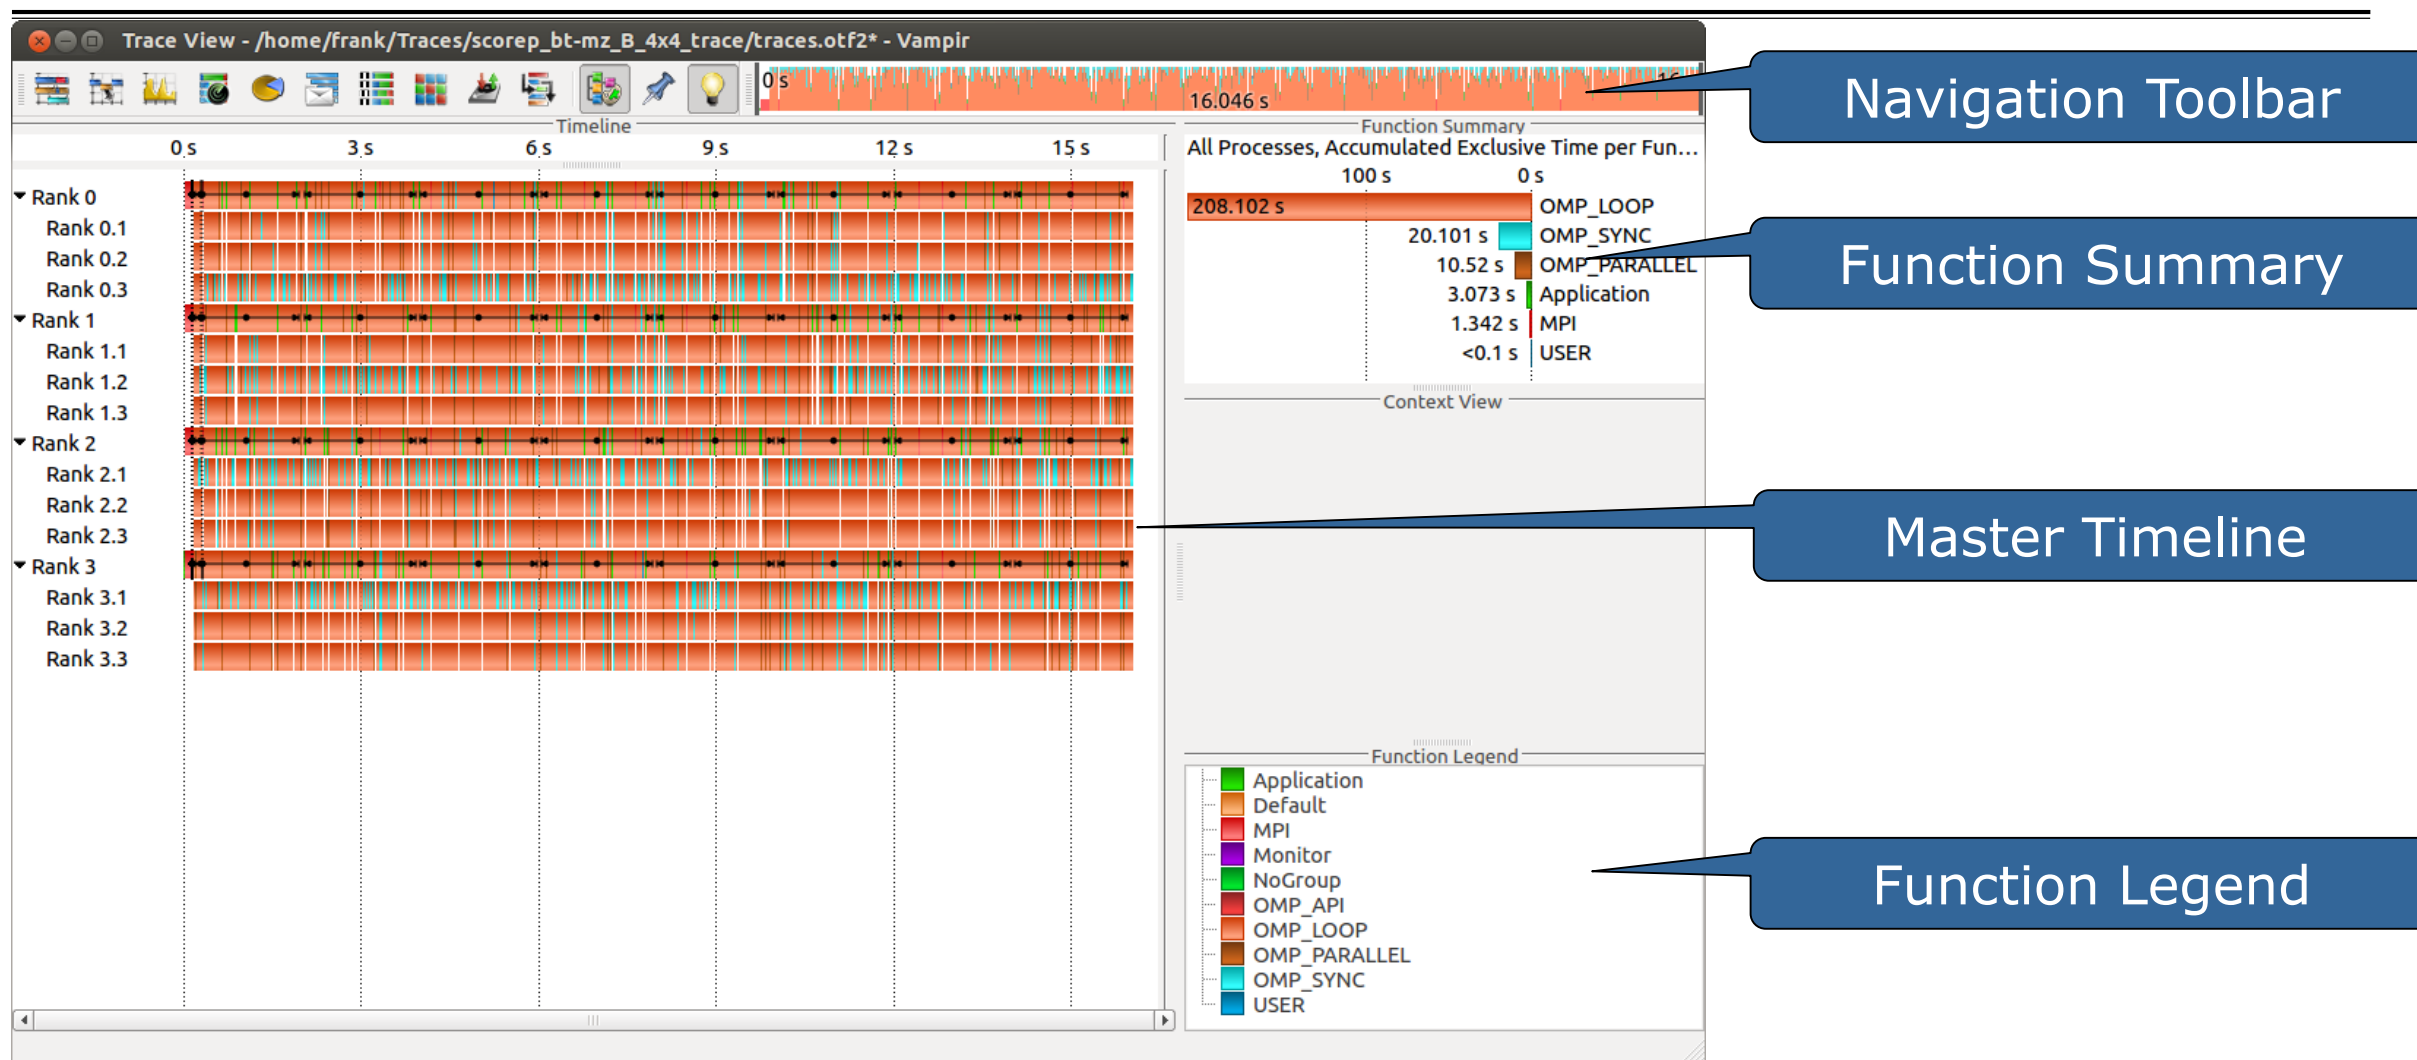 Trace View - /home/frank/Traces/scorep_bt-mz_B_4x4_trace/traces.otf2* - Vampir
0 s
16.046 s
Navigation Toolbar
Timeline
0 s 3 s 6 s 9 s 12 s 15 s
Rank 0
Rank 0.1
Rank 0.2
Rank 0.3
Rank 1
Rank 1.1
Rank 1.2
Rank 1.3
Rank 2
Rank 2.1
Rank 2.2
Rank 2.3
Rank 3
Rank 3.1
Rank 3.2
Rank 3.3
Function Summary
All Processes, Accumulated Exclusive Time per Fun...
100 s 0 s
208.102 s OMP_LOOP
20.101 s OMP_SYNC
10.52 s OMP_PARALLEL
3.073 s Application
1.342 s MPI
<0.1 s USER
Function Summary
Context View
Master Timeline
Function Legend
Application
Default
MPI
Monitor
NoGroup
OMP_API
OMP_LOOP
OMP_PARALLEL
OMP_SYNC
USER
Function Legend